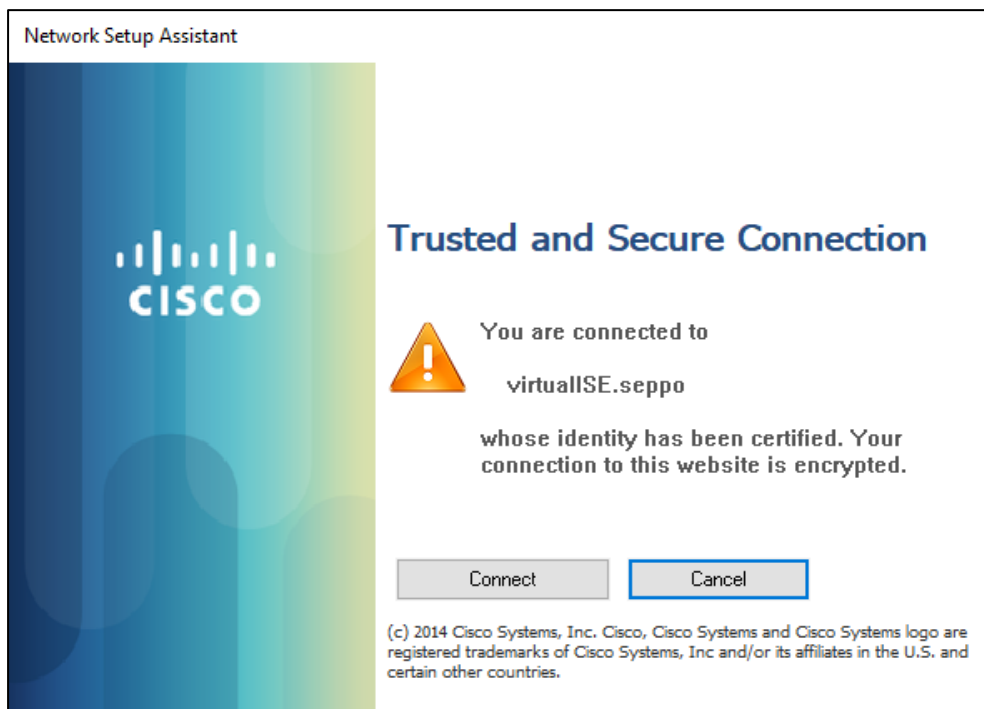 Network Setup Assistant
CISCO
Trusted and Secure Connection
You are connected to
virtualISE.seppo
whose identity has been certified. Your
connection to this website is encrypted.
Connect
Cancel
(c) 2014 Cisco Systems, Inc. Cisco, Cisco Systems and Cisco Systems logo are
registered trademarks of Cisco Systems, Inc and/or its affiliates in the U.S. and
certain other countries.